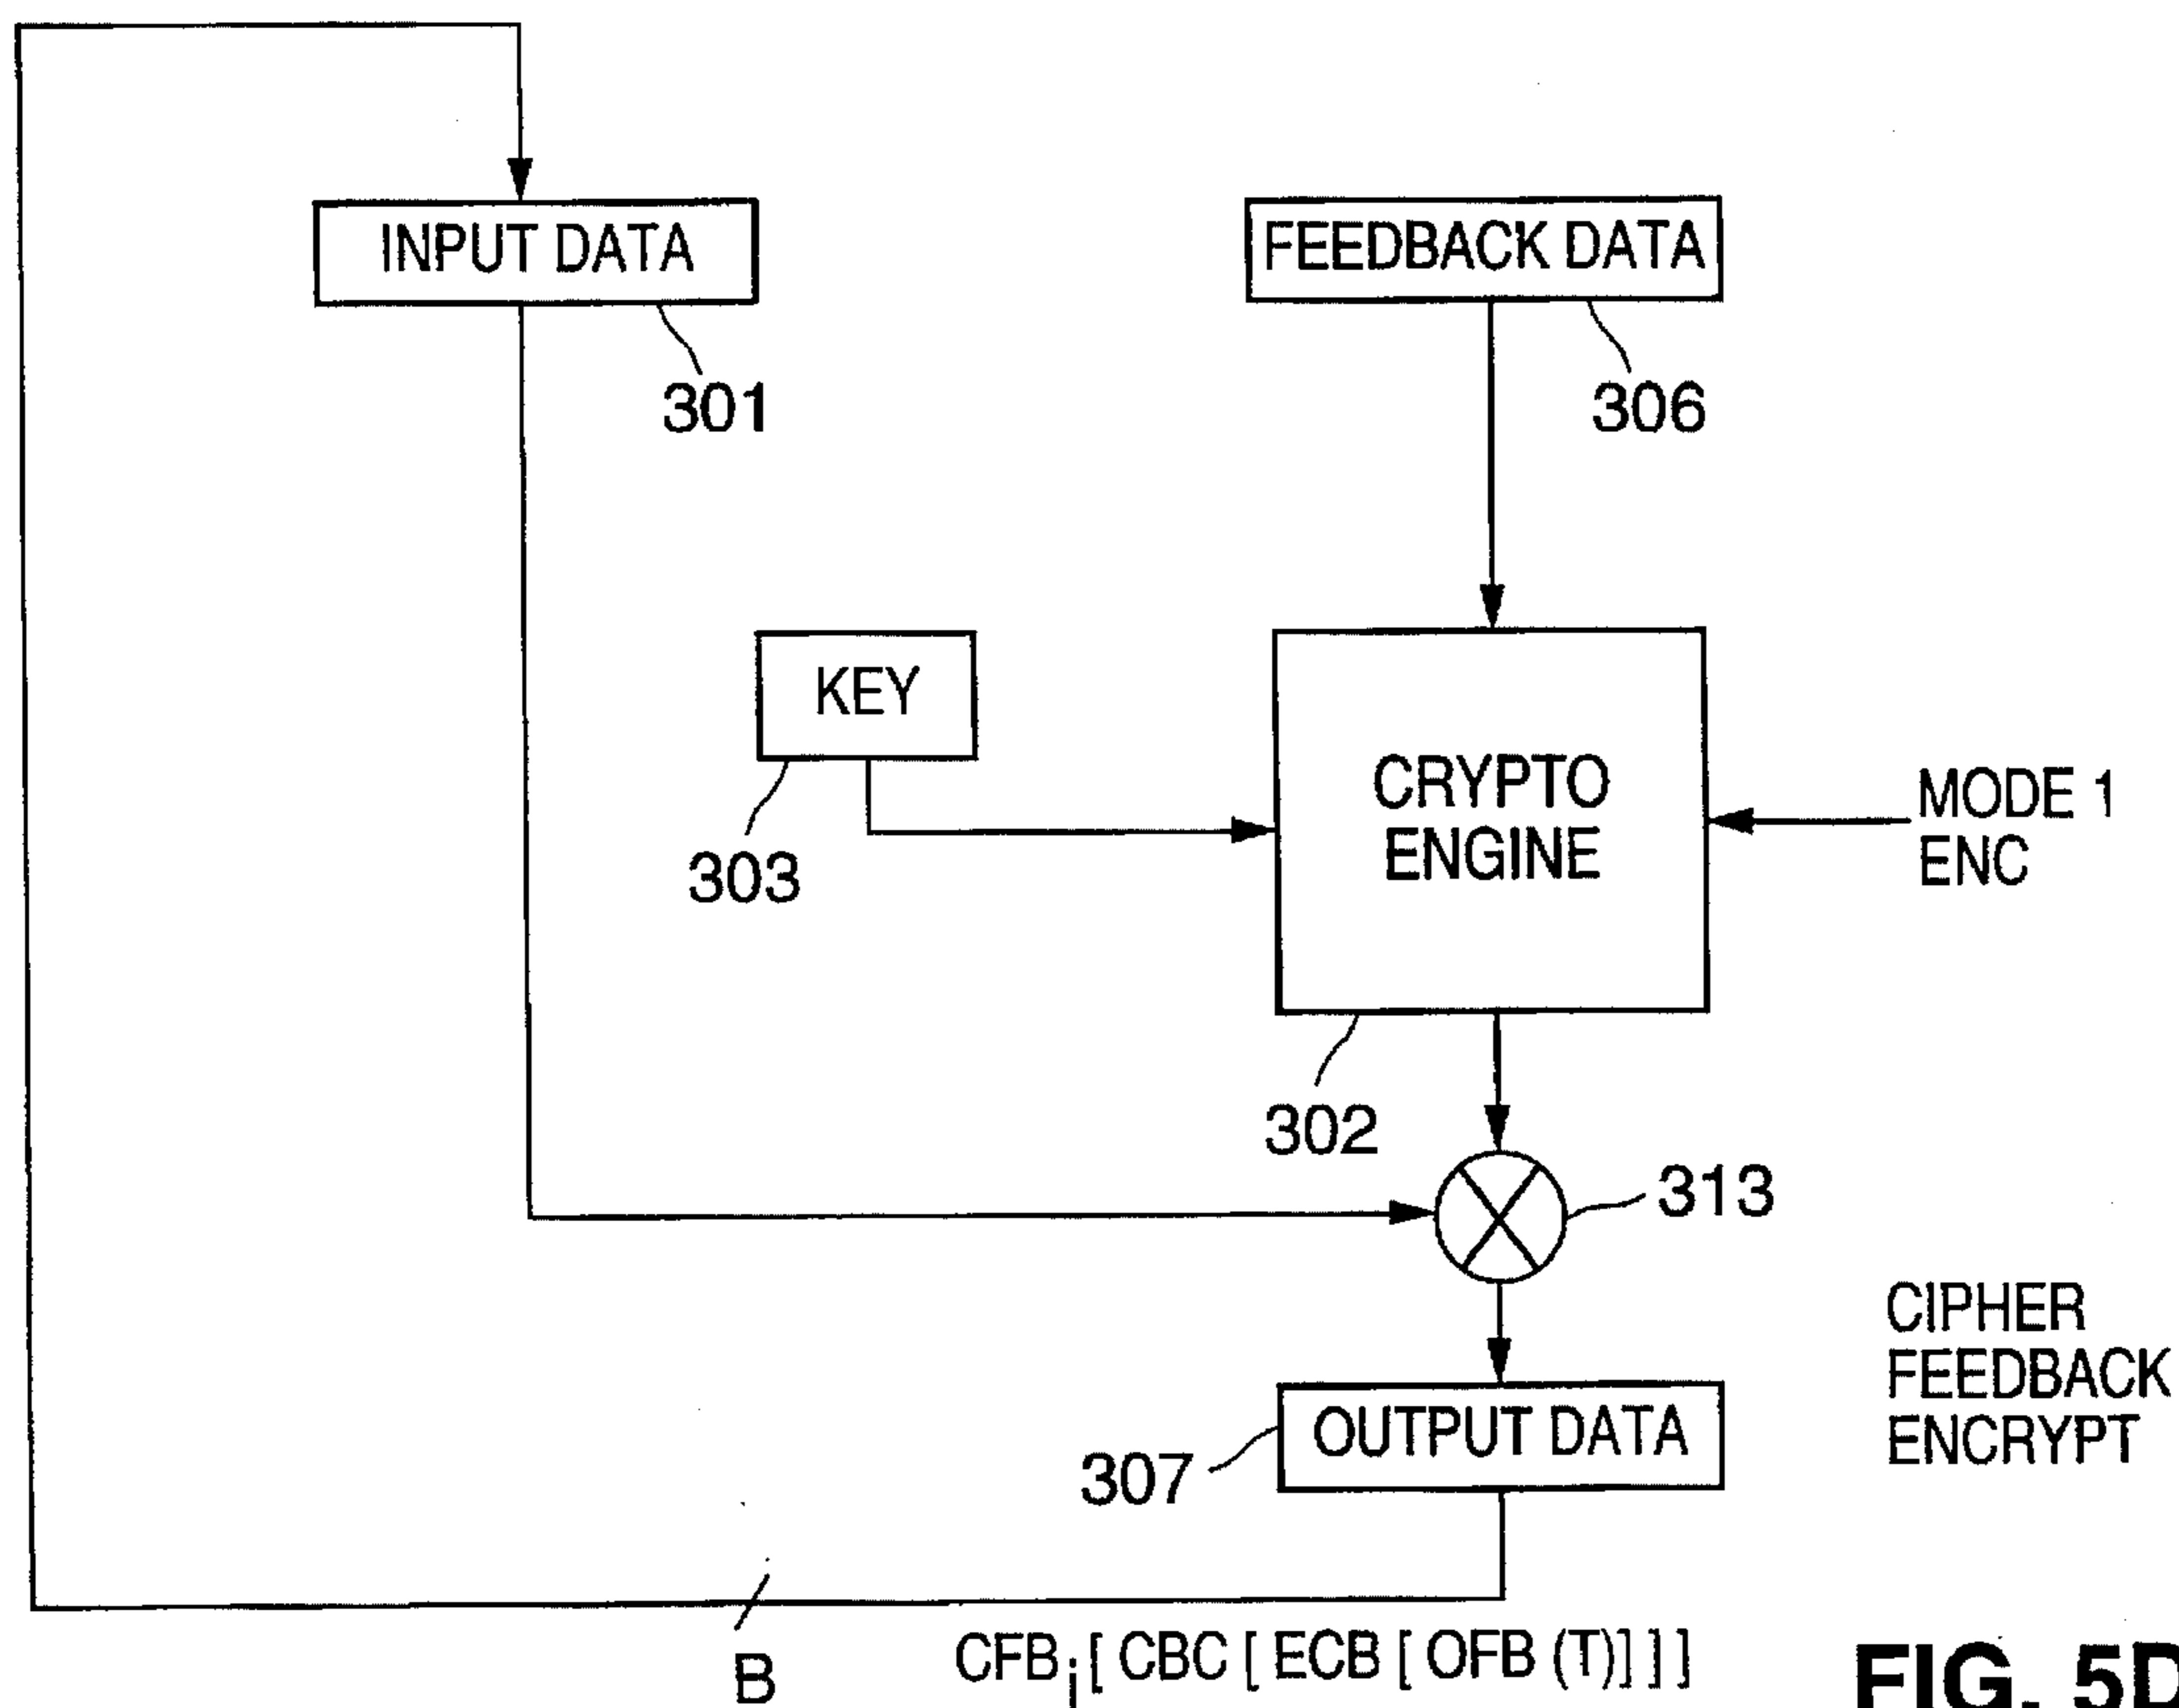 INPUT DATA
301
FEEDBACK DATA
306
KEY
303
CRYPTO
ENGINE
302
MODE 1
ENC
313
CIPHER
FEEDBACK
ENCRYPT
OUTPUT DATA
307
B
CFBi [ CBC [ ECB [ OFB (T)] ] ]
FIG. 5D